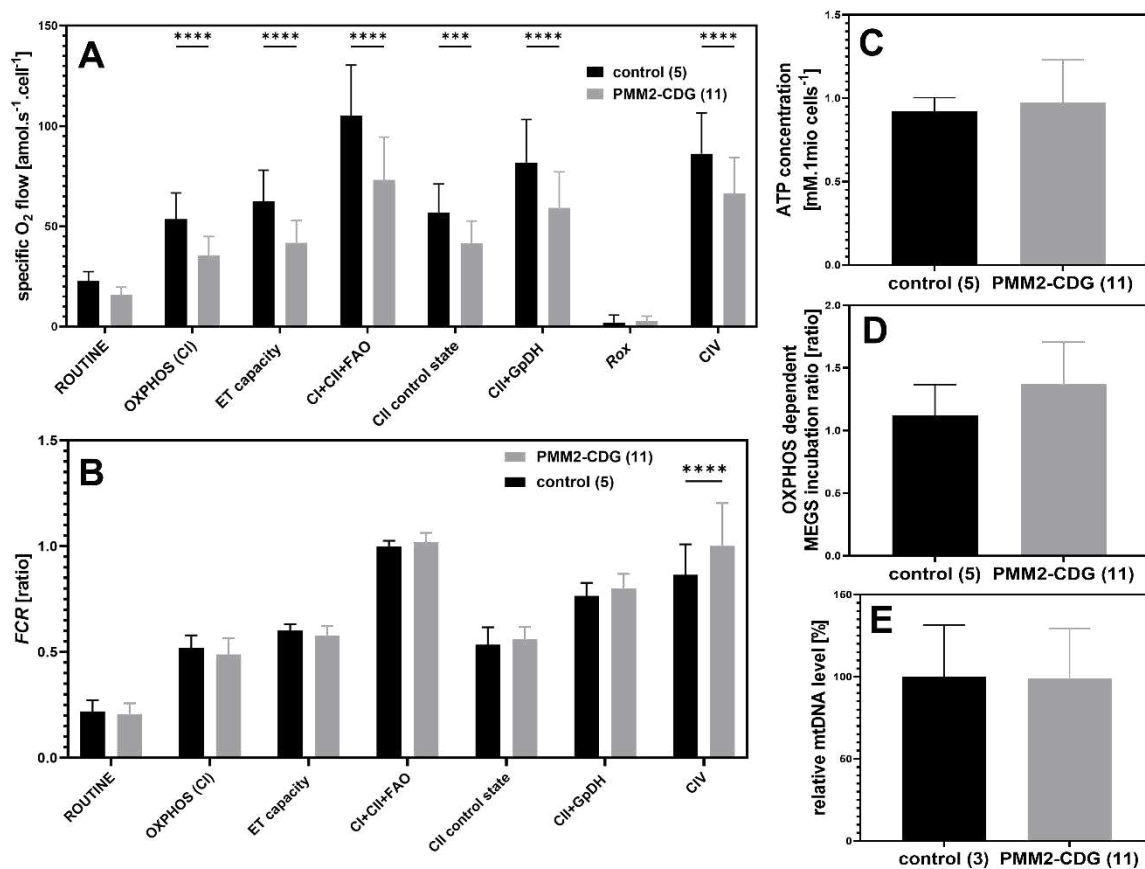 A
specific O2 flow [amol.s-1.cell-1]
150
100
50
0
**** **** **** *** **** ****
control (5)
PMM2-CDG (11)
ROUTINE
OXPHOS (CI)
ET capacity
CI+CII+FAO
CII control state
CII+GpDH
Rox
CIV
B
FCR [ratio]
1.5
1.0
0.5
0.0
PMM2-CDG (11)
control (5)
****
ROUTINE
OXPHOS (CI)
ET capacity
CI+CII+FAO
CII control state
CII+GpDH
CIV
C
ATP concentration
[mM.1mio cells-1]
1.5
1.0
0.5
0.0
control (5) PMM2-CDG (11)
D
OXPHOS dependent
MEGS incubation ratio [ratio]
2.0
1.5
1.0
0.5
0.0
control (5) PMM2-CDG (11)
E
relative mtDNA level [%]
160
100
50
0
control (3) PMM2-CDG (11)